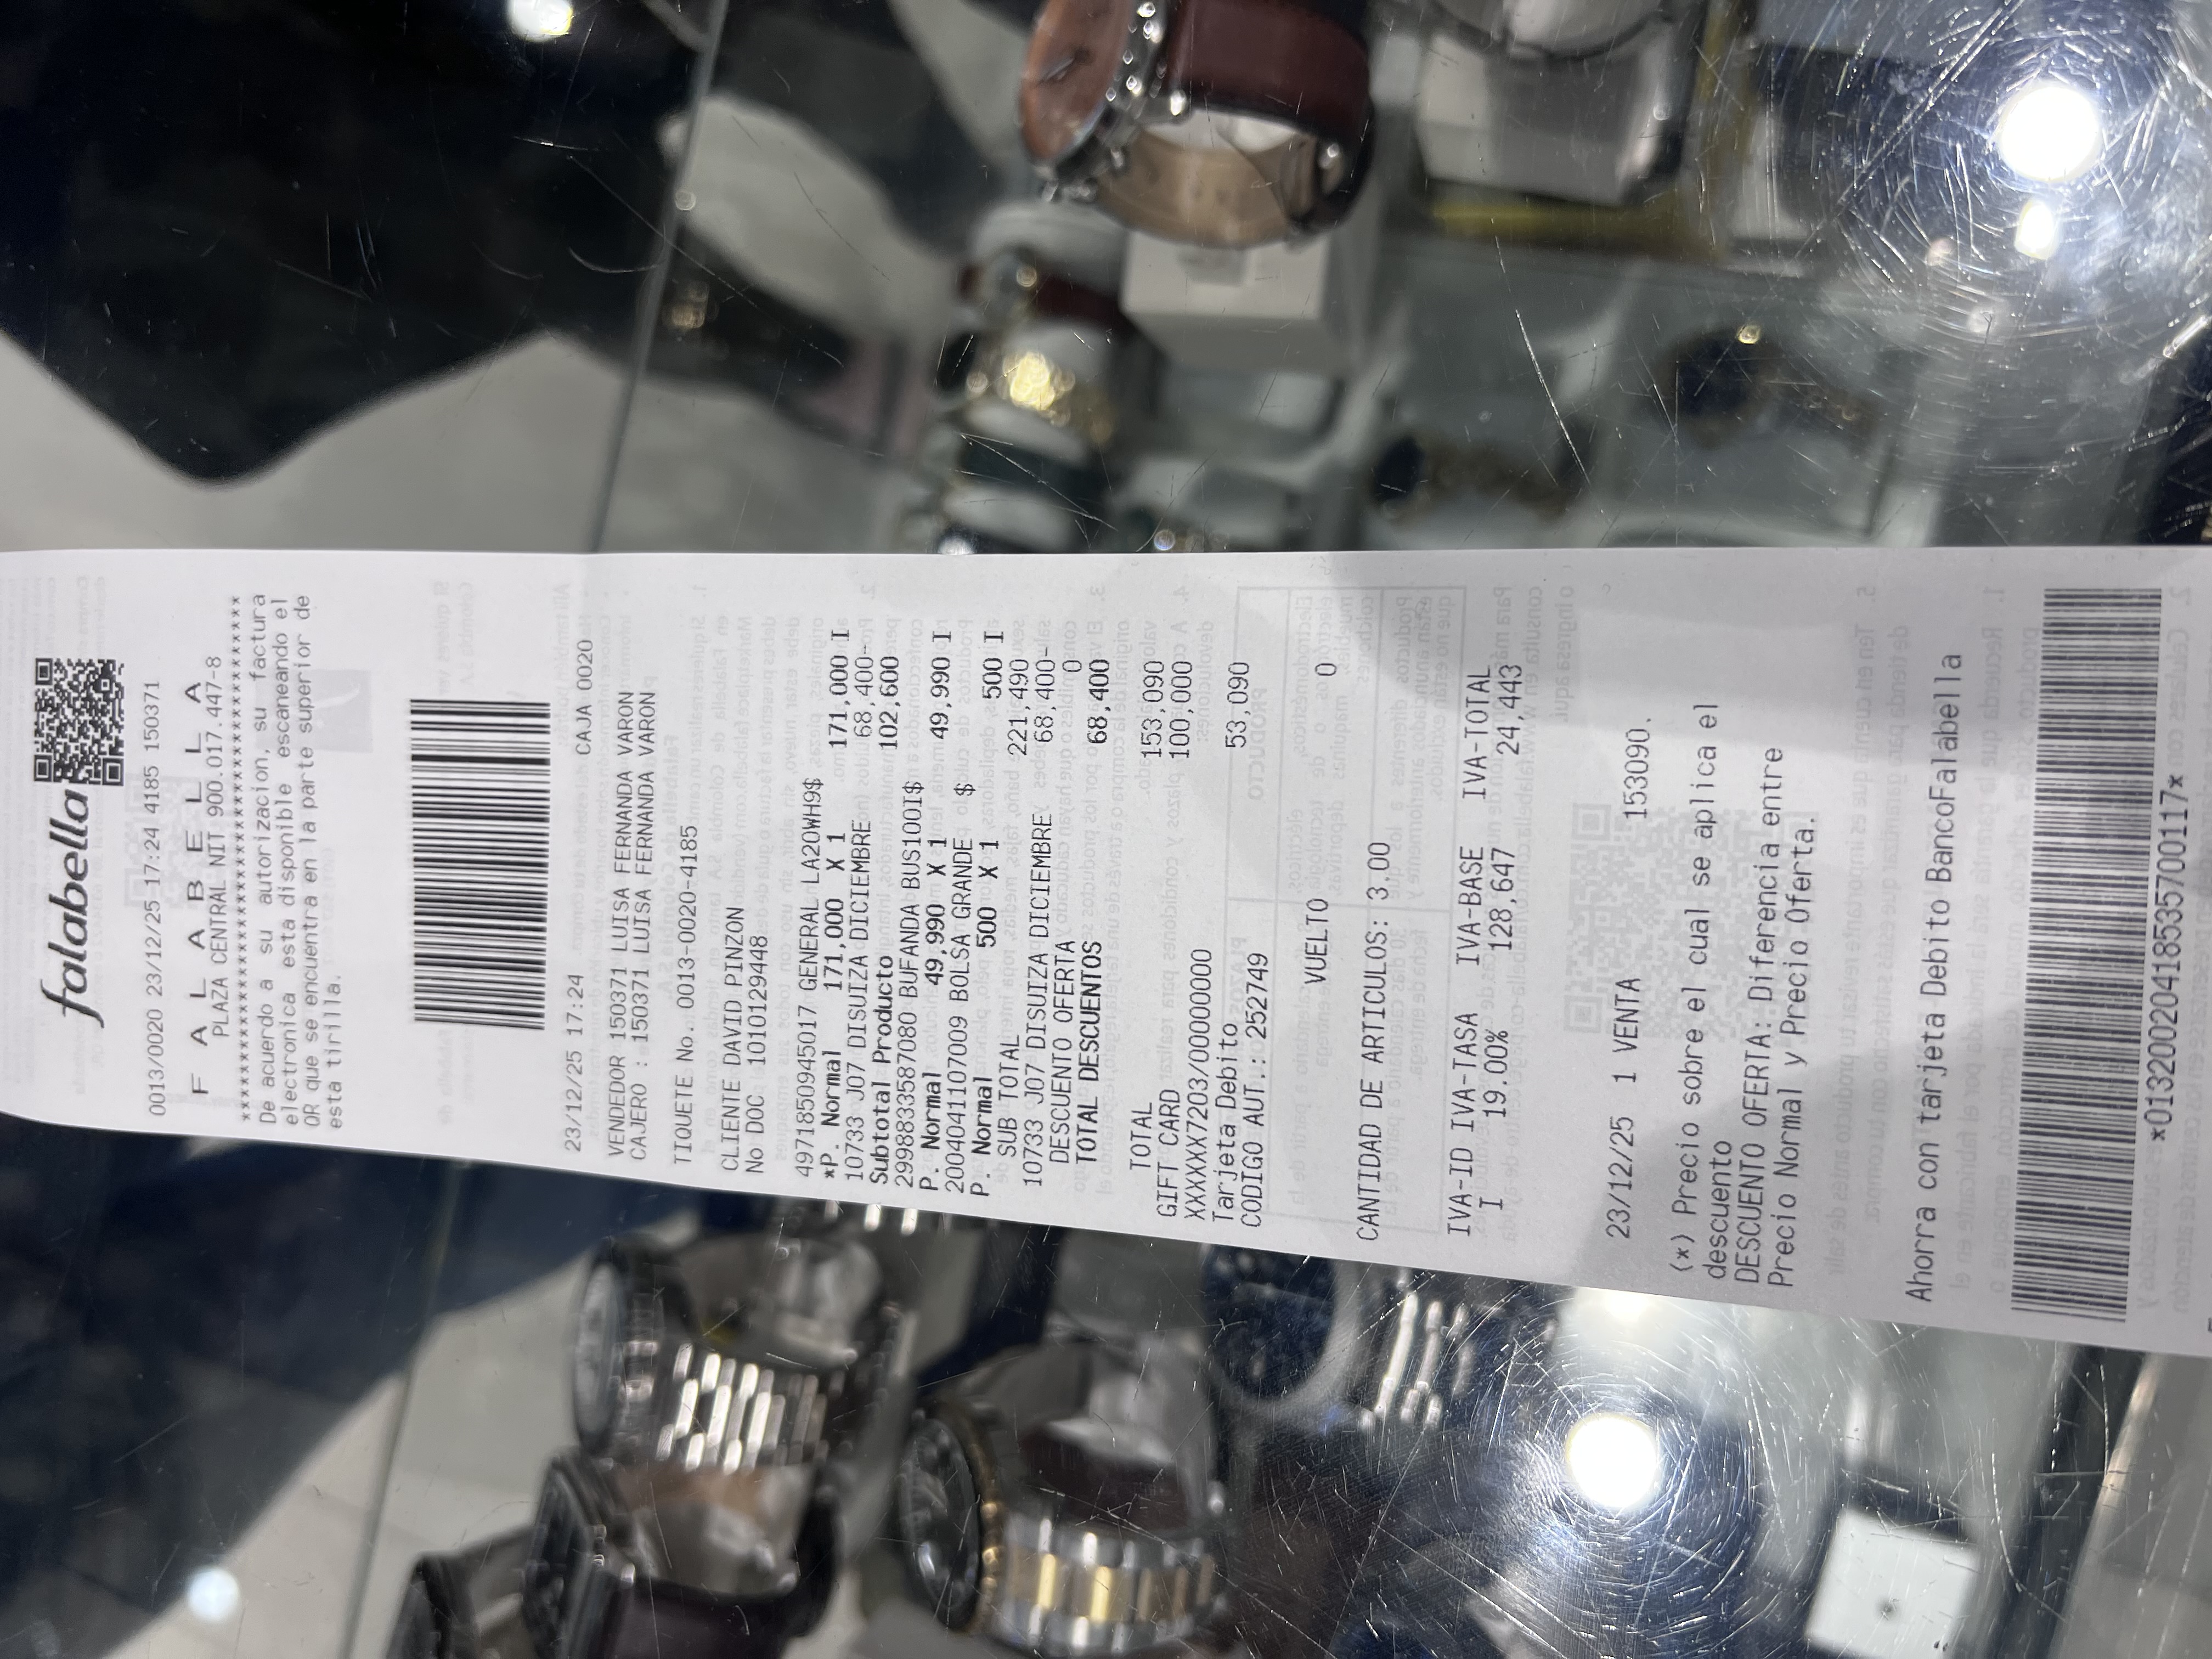 falabella
0013/0020 23/12/25 17:24 4185 150371
F A L A B E L L A
PLAZA CENTRAL NIT 900.017.447-8
****************************************
De acuerdo a su autorizacion, su factura
electronica esta disponible escaneando el
QR que se encuentra en la parte superior de
esta tirilla.
23/12/25 17:24 CAJA 0020
VENDEDOR 150371 LUISA FERNANDA VARON
CAJERO : 150371 LUISA FERNANDA VARON
TIQUETE No. 0013-0020-4185
CLIENTE DAVID PINZON
No DOC 1010129448
4971850945017 GENERAL LA20WH9$
*P. Normal 171,000 X 1 171,000 I
10733 J07 DISUIZA DICIEMBRE 68,400-
Subtotal Producto 102,600
2998833587080 BUFANDA BUS100I$
P. Normal 49,990 X 1 49,990 I
2004041107009 BOLSA GRANDE $
P. Normal 500 X 1 500 I
SUB TOTAL 221,490
10733 J07 DISUIZA DICIEMBRE 68,400-
DESCUENTO OFERTA 0
TOTAL DESCUENTOS 68,400
TOTAL 153,090
GIFT CARD 100,000
XXXXXX7203/00000000
Tarjeta Debito 53,090
CODIGO AUT.: 252749
VUELTO 0
CANTIDAD DE ARTICULOS: 3.00
IVA-ID IVA-TASA IVA-BASE IVA-TOTAL
I 19.00% 128,647 24,443
23/12/25 1 VENTA 153090.
(*) Precio sobre el cual se aplica el
descuento
DESCUENTO OFERTA: Diferencia entre
Precio Normal y Precio Oferta.
Ahorra con tarjeta Debito BancoFalabella
*01320020418535700117*